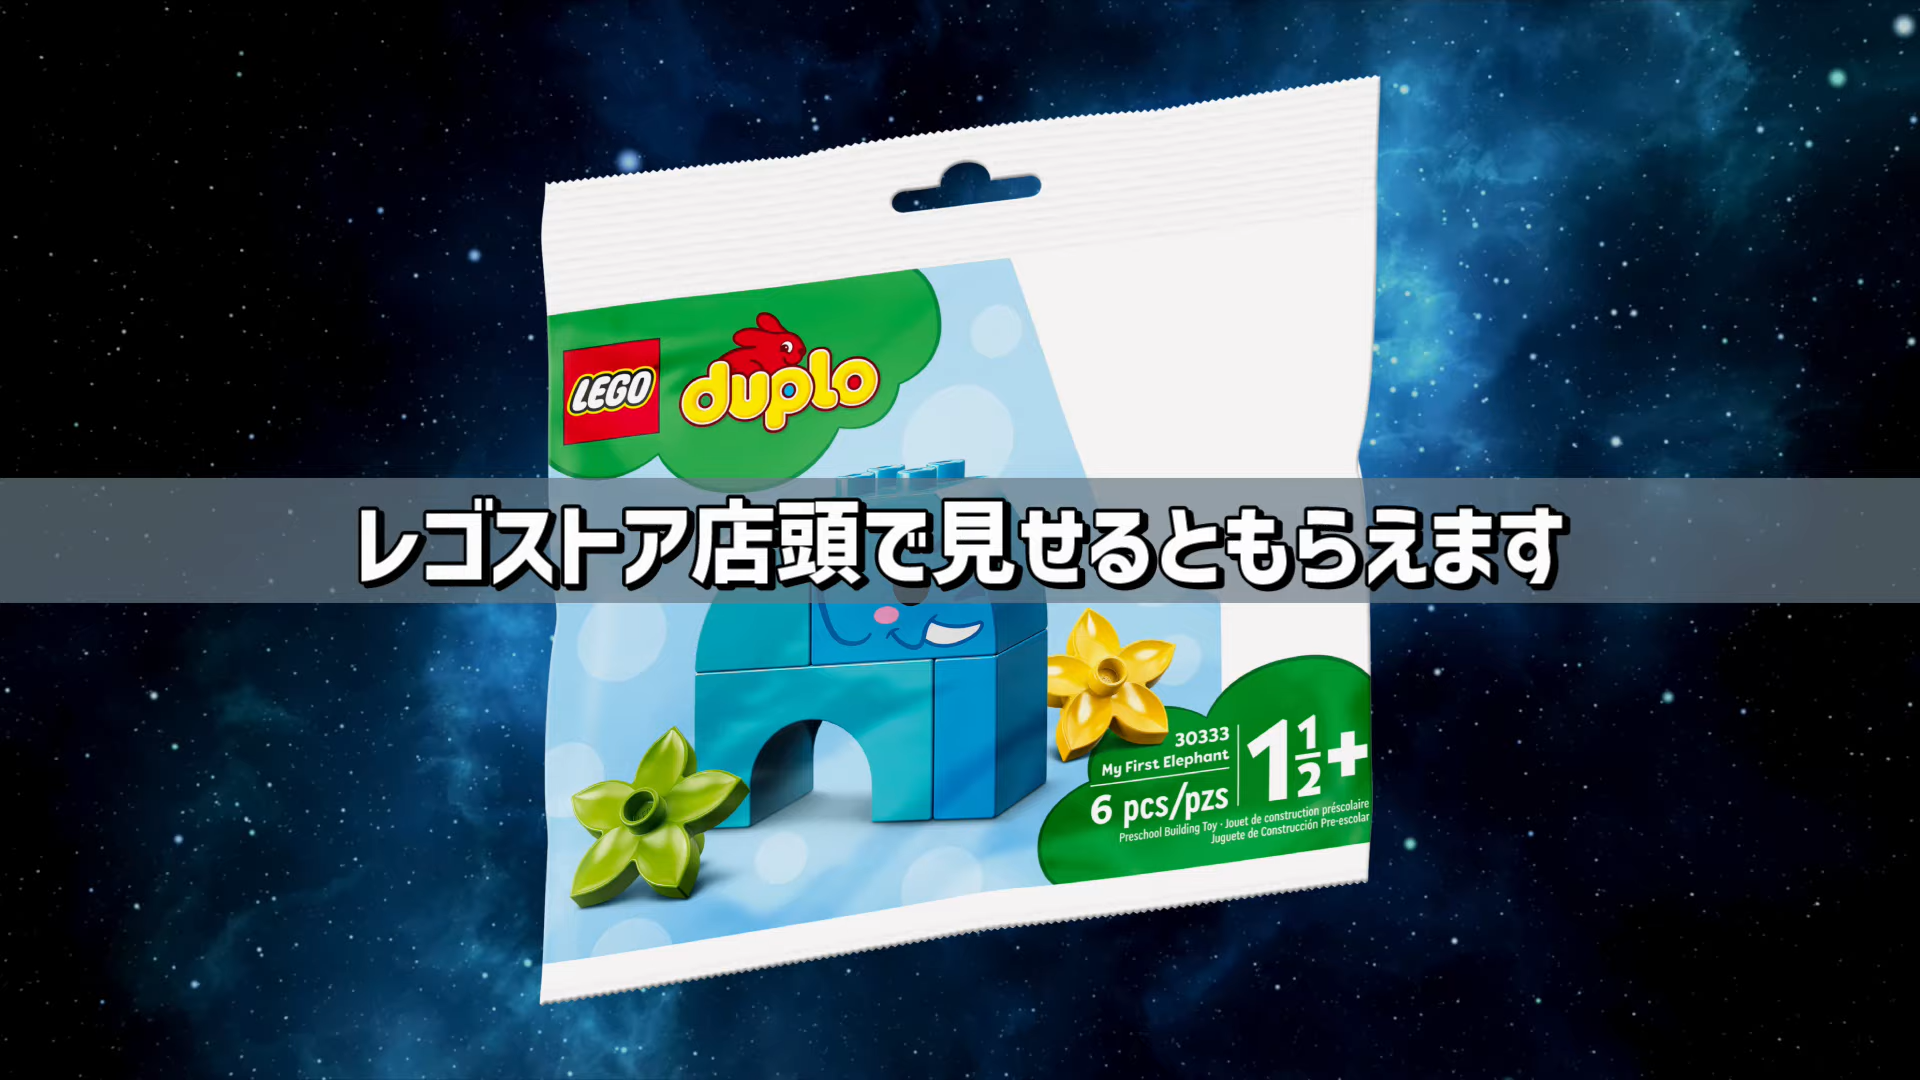 LEGO duplo
レゴストア店頭で見せるともらえます
30333
My First Elephant
6 pcs/pzs
1 1/2+
Preschool Building Toy · Jouet de construction préscolaire
Juguete de Construcción Pre-escolar